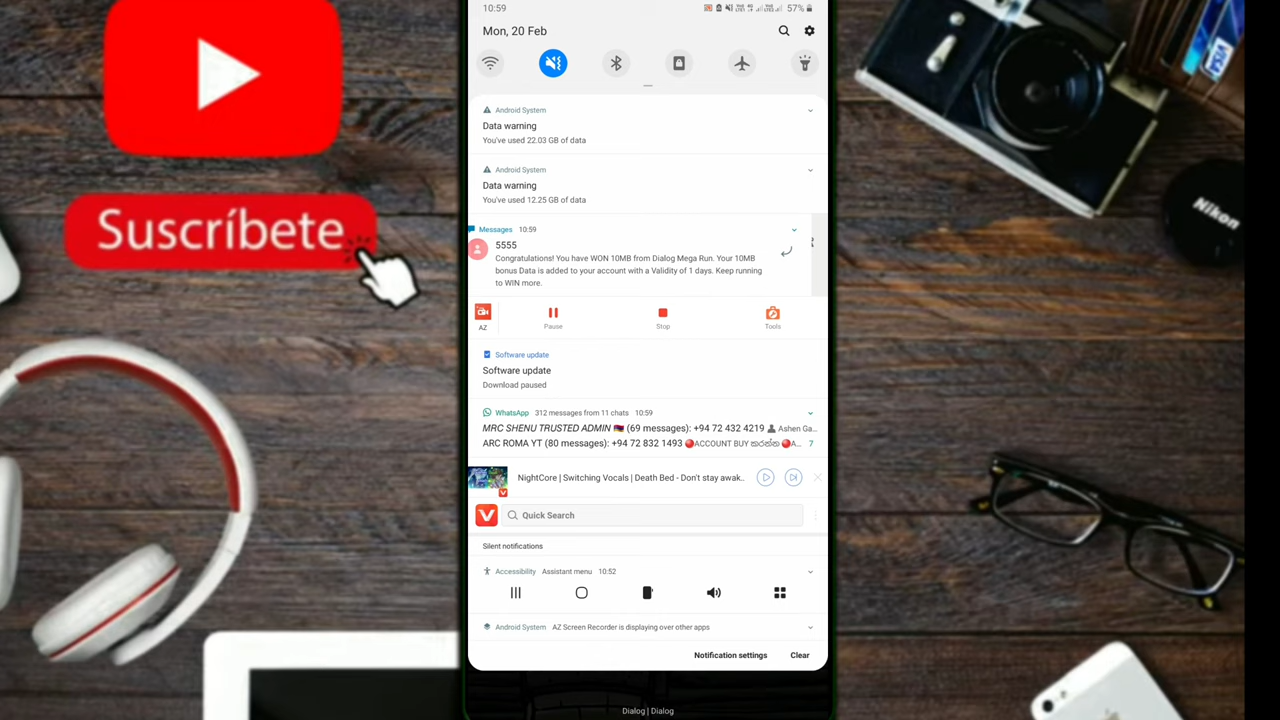 10:59
57%
Mon, 20 Feb
Android System
Data warning
You've used 22.03 GB of data
Android System
Data warning
You've used 12.25 GB of data
Messages 10:59
5555
Congratulations! You have WON 10MB from Dialog Mega Run. Your 10MB
bonus Data is added to your account with a Validity of 1 days. Keep running
to WIN more.
AZ
Pause
Stop
Tools
Software update
Software update
Download paused
WhatsApp 312 messages from 11 chats 10:59
MRC SHENU TRUSTED ADMIN 🇦🇲 (69 messages): +94 72 432 4219 👤 Ashen Ga...
ARC ROMA YT (80 messages): +94 72 832 1493 🔴ACCOUNT BUY කරන්න 🔴A... 7
NightCore | Switching Vocals | Death Bed - Don't stay awak..
Quick Search
Silent notifications
Accessibility Assistant menu 10:52
Android System AZ Screen Recorder is displaying over other apps
Notification settings Clear
Dialog | Dialog
Suscríbete
VISA
Nikon